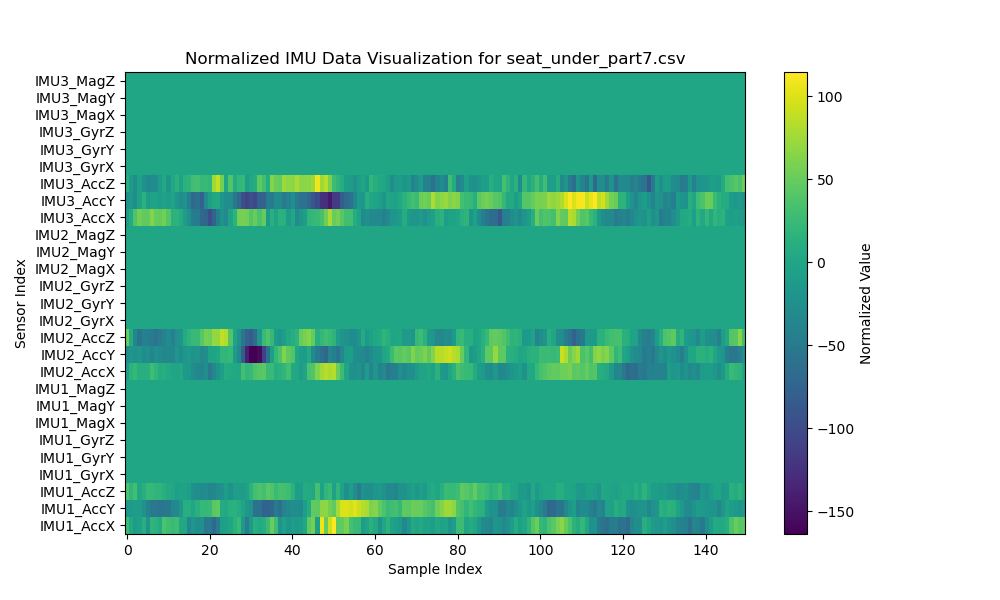 Normalized IMU Data Visualization for seat_under_part7.csv
IMU3_MagZ
IMU3_MagY
IMU3_MagX
IMU3_GyrZ
IMU3_GyrY
IMU3_GyrX
IMU3_AccZ
IMU3_AccY
IMU3_AccX
IMU2_MagZ
IMU2_MagY
IMU2_MagX
IMU2_GyrZ
IMU2_GyrY
IMU2_GyrX
IMU2_AccZ
IMU2_AccY
IMU2_AccX
IMU1_MagZ
IMU1_MagY
IMU1_MagX
IMU1_GyrZ
IMU1_GyrY
IMU1_GyrX
IMU1_AccZ
IMU1_AccY
IMU1_AccX
Sensor Index
0 20 40 60 80 100 120 140
Sample Index
100
50
0
−50
−100
−150
Normalized Value